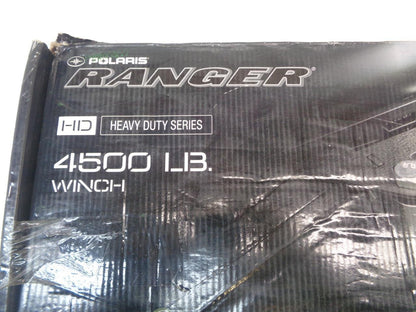 POLARIS
RANGER
HD HEAVY DUTY SERIES
4500 LB.
WINCH